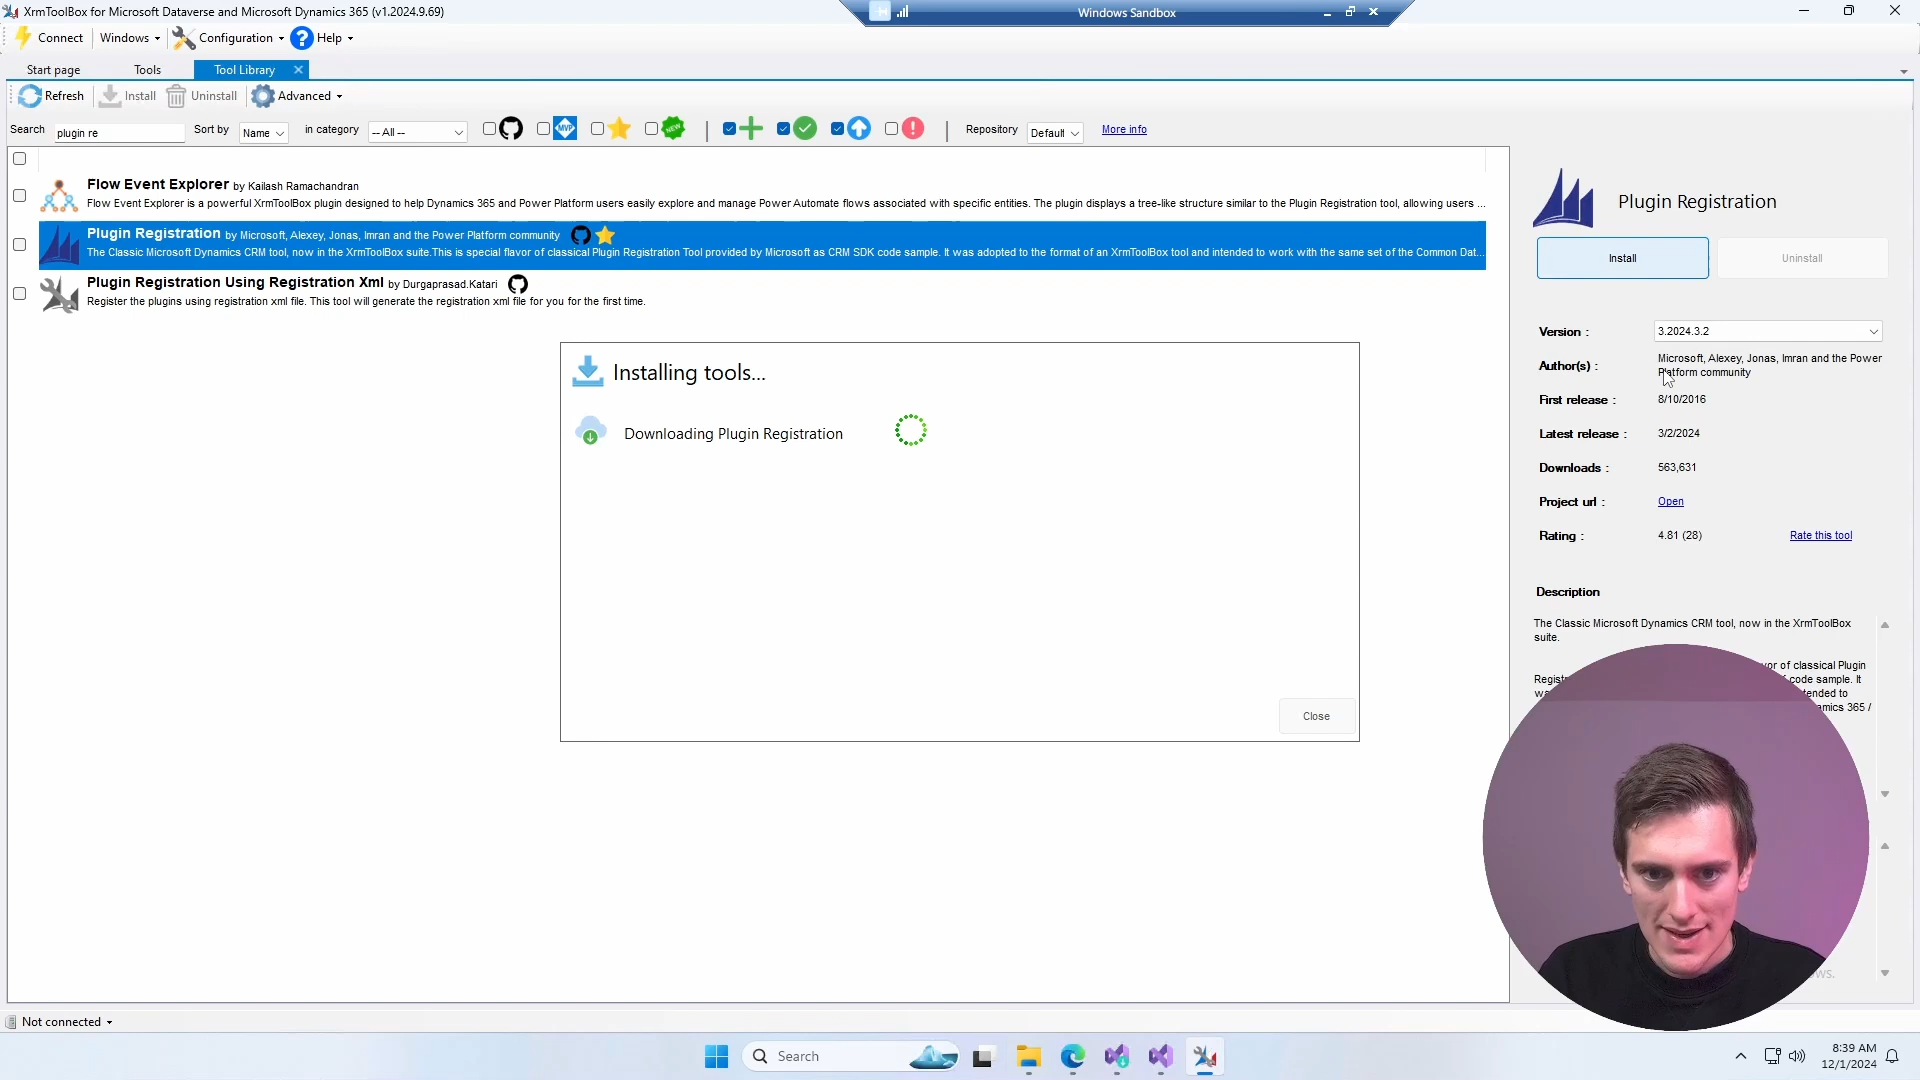 XrmToolBox for Microsoft Dataverse and Microsoft Dynamics 365 (v1.2024.9.69)
Windows Sandbox
Connect
Windows
Configuration
? Help
Start page
Tools
Tool Library
Refresh
Install
Uninstall
Advanced
Search
plugin re
Sort by
Name
in category
-- All --
MVP
NEW
Repository
Default
More info
Flow Event Explorer by Kailash Ramachandran
Flow Event Explorer is a powerful XrmToolBox plugin designed to help Dynamics 365 and Power Platform users easily explore and manage Power Automate flows associated with specific entities. The plugin displays a tree-like structure similar to the Plugin Registration tool, allowing users ...
Plugin Registration by Microsoft, Alexey, Jonas, Imran and the Power Platform community
The Classic Microsoft Dynamics CRM tool, now in the XrmToolBox suite.This is special flavor of classical Plugin Registration Tool provided by Microsoft as CRM SDK code sample. It was adopted to the format of an XrmToolBox tool and intended to work with the same set of the Common Dat...
Plugin Registration Using Registration Xml by Durgaprasad.Katari
Register the plugins using registration xml file. This tool will generate the registration xml file for you for the first time.
Installing tools...
Downloading Plugin Registration
Close
Plugin Registration
Install
Uninstall
Version :
3.2024.3.2
Author(s) :
Microsoft, Alexey, Jonas, Imran and the Power
Platform community
First release :
8/10/2016
Latest release :
3/2/2024
Downloads :
563,631
Project url :
Open
Rating :
4.81 (28)
Rate this tool
Description
The Classic Microsoft Dynamics CRM tool, now in the XrmToolBox
suite.
of classical Plugin
code sample. It
365 /
Not connected
Search
8:39 AM
12/1/2024